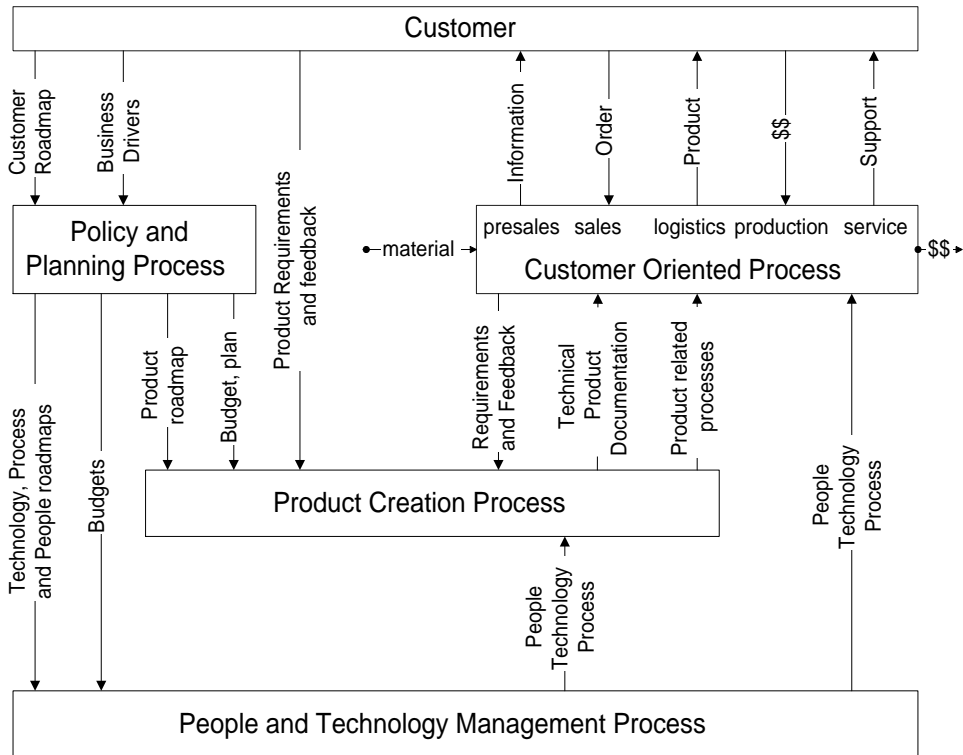 Customer
Customer
Roadmap
Business
Drivers
Product Requirements
and feedback
Information
Order
Product
$$
Support
Policy and
Planning Process
material
presales sales logistics production service
Customer Oriented Process
$$
Technology, Process
and People roadmaps
Budgets
Product
roadmap
Budget, plan
Requirements
and Feedback
Technical
Product
Documentation
Product related
processes
People
Technology
Process
Product Creation Process
People
Technology
Process
People and Technology Management Process